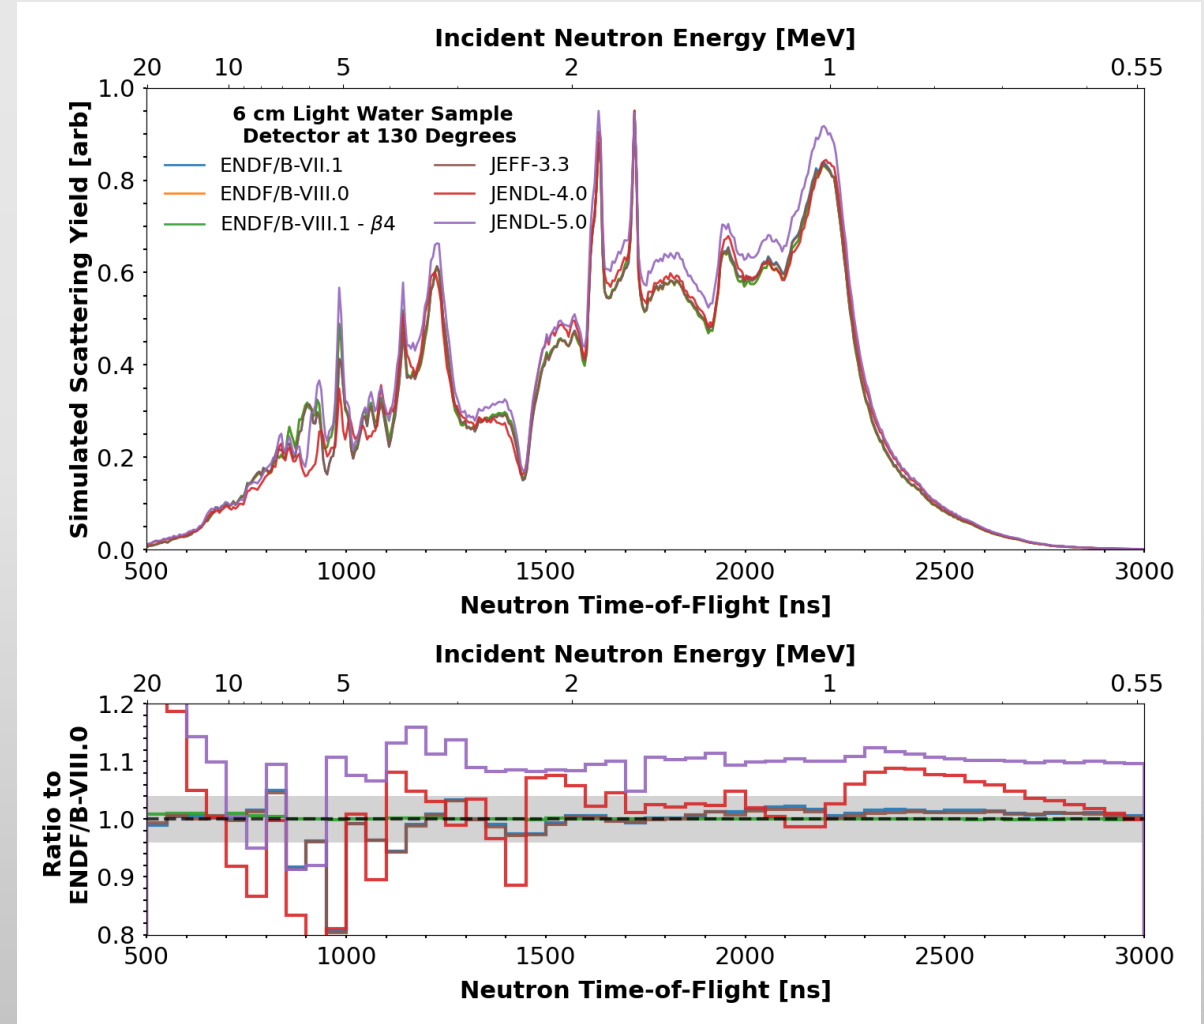 Incident Neutron Energy [MeV]
20 10 5 2 1 0.55
Simulated Scattering Yield [arb]
1.0
0.8
0.6
0.4
0.2
0.0
6 cm Light Water Sample
Detector at 130 Degrees
ENDF/B-VII.1
ENDF/B-VIII.0
ENDF/B-VIII.1 - β4
JEFF-3.3
JENDL-4.0
JENDL-5.0
500 1000 1500 2000 2500 3000
Neutron Time-of-Flight [ns]
Incident Neutron Energy [MeV]
20 10 5 2 1 0.55
Ratio to
ENDF/B-VIII.0
1.2
1.1
1.0
0.9
0.8
500 1000 1500 2000 2500 3000
Neutron Time-of-Flight [ns]